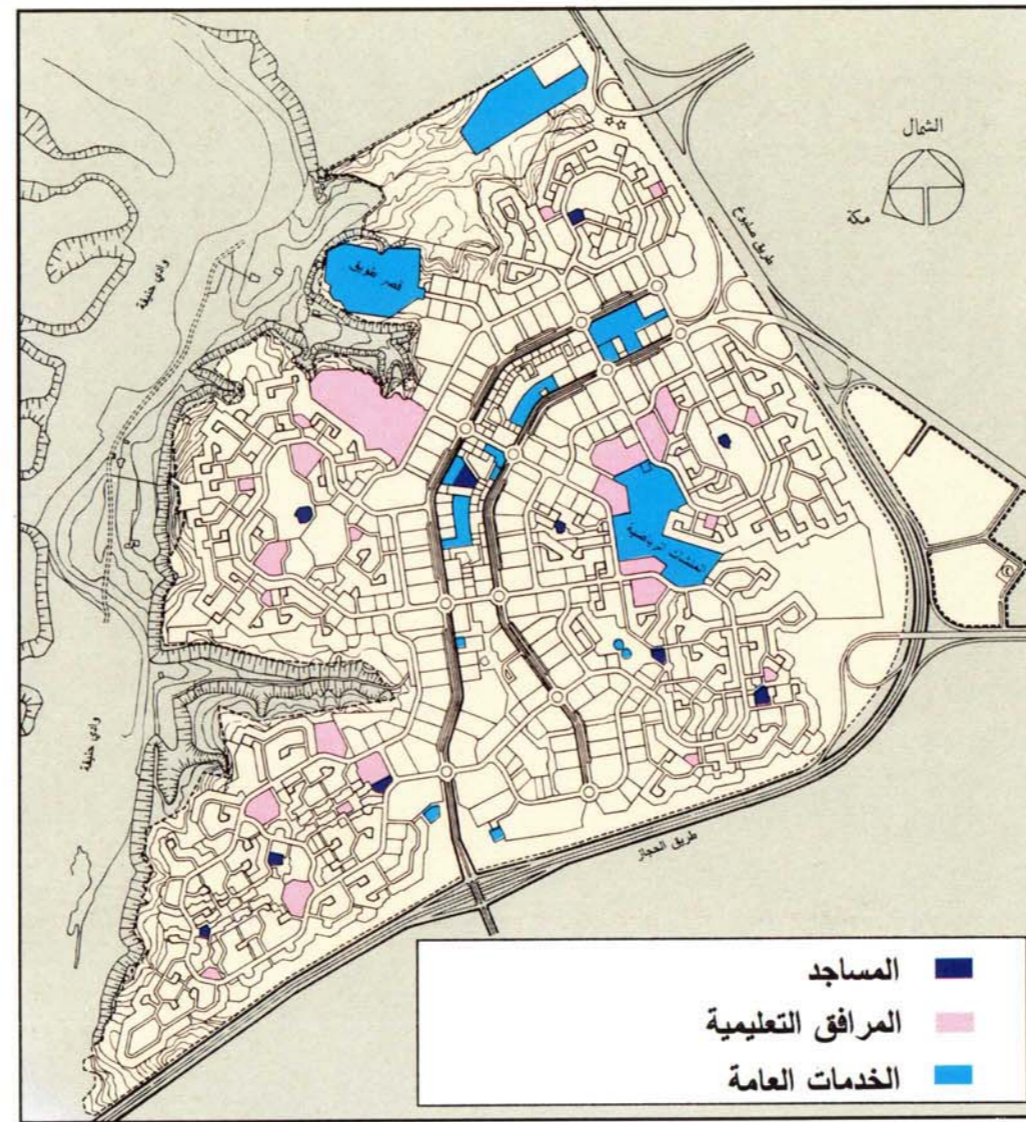 الشمال
مكة
طريق صلبوخ
وادي حنيفة
قصر طويق
المنشآت الرياضية
وادي حنيفة
طريق الحجاز
المساجد
المرافق التعليمية
الخدمات العامة